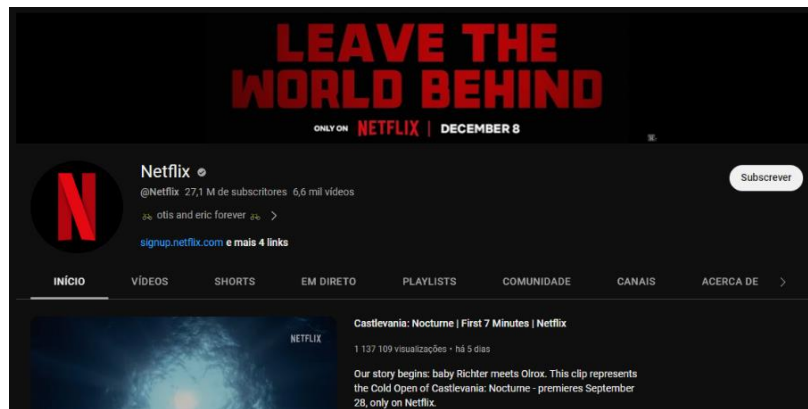 LEAVE THE
WORLD BEHIND
ONLY ON NETFLIX | DECEMBER 8
N
Netflix
@Netflix 27,1 M de subscritores 6,6 mil vídeos
otis and eric forever
signup.netflix.com e mais 4 links
Subscrever
INÍCIO VÍDEOS SHORTS EM DIRETO PLAYLISTS COMUNIDADE CANAIS ACERCA DE
NETFLIX
Castlevania: Nocturne | First 7 Minutes | Netflix
1 137 109 visualizações • há 5 dias
Our story begins: baby Richter meets Olrox. This clip represents
the Cold Open of Castlevania: Nocturne - premieres September
28, only on Netflix.